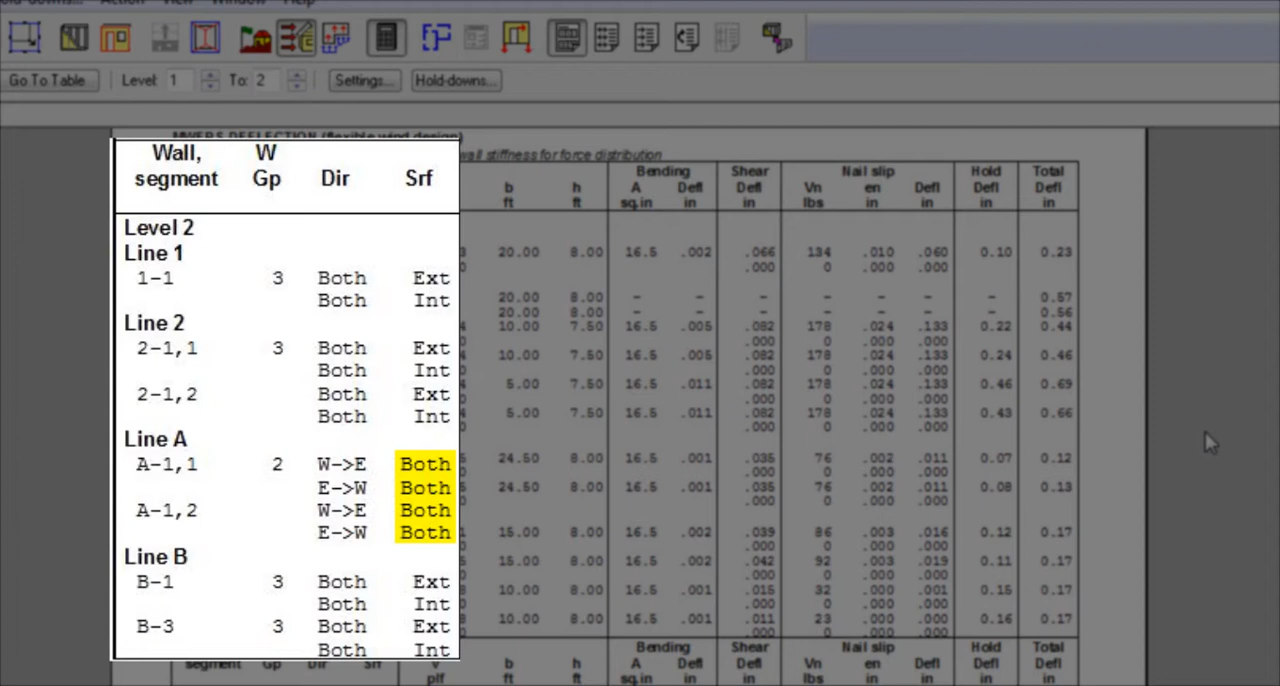 old-downs... Action View Window Help
Go To Table Level: 1 To: 2 Settings... Hold-downs...
MWFRS DEFLECTION (flexible wind design)
wall stiffness for force distribution
Wall, W
segment Gp Dir Srf
Bending Shear Nail slip Hold Total
b h A Defl Defl Vn en Defl Defl Defl
ft ft sq.in in in lbs in in in in
Level 2
Line 1
1-1 3 Both Ext 3 20.00 8.00 16.5 .002 .066 134 .010 .060 0.10 0.23
Both Int 0 .000 0 .000 .000
Line 2
20.00 8.00 - - - - - - - 0.57
20.00 8.00 - - - - - - - 0.56
2-1,1 3 Both Ext 4 10.00 7.50 16.5 .005 .082 178 .024 .133 0.22 0.44
Both Int 0 .000 0 .000 .000
4 10.00 7.50 16.5 .005 .082 178 .024 .133 0.24 0.46
0 .000 0 .000 .000
2-1,2 Both Ext 4 5.00 7.50 16.5 .011 .082 178 .024 .133 0.46 0.69
Both Int 0 .000 0 .000 .000
4 5.00 7.50 16.5 .011 .082 178 .024 .133 0.43 0.66
0 .000 0 .000 .000
Line A
A-1,1 2 W->E Both 24.50 8.00 16.5 .001 .035 76 .002 .011 0.07 0.12
.000 0 .000 .000
E->W Both 24.50 8.00 16.5 .001 .035 76 .002 .011 0.08 0.13
.000 0 .000 .000
A-1,2 W->E Both
E->W Both 15.00 8.00 16.5 .002 .039 86 .003 .016 0.12 0.17
.000 0 .000 .000
Line B
15.00 8.00 16.5 .002 .042 92 .003 .019 0.11 0.17
.000 0 .000 .000
B-1 3 Both Ext 10.00 8.00 16.5 .001 .015 32 .000 .001 0.15 0.17
Both Int .000 0 .000 .000
B-3 3 Both Ext 10.00 8.00 16.5 .001 .011 23 .000 .000 0.16 0.17
Both Int .000 0 .000 .000
Bending Shear Nail slip Hold Total
segment Gp Dir Srf v b h A Defl Defl Vn en Defl Defl Defl
plf ft ft sq.in in in lbs in in in in